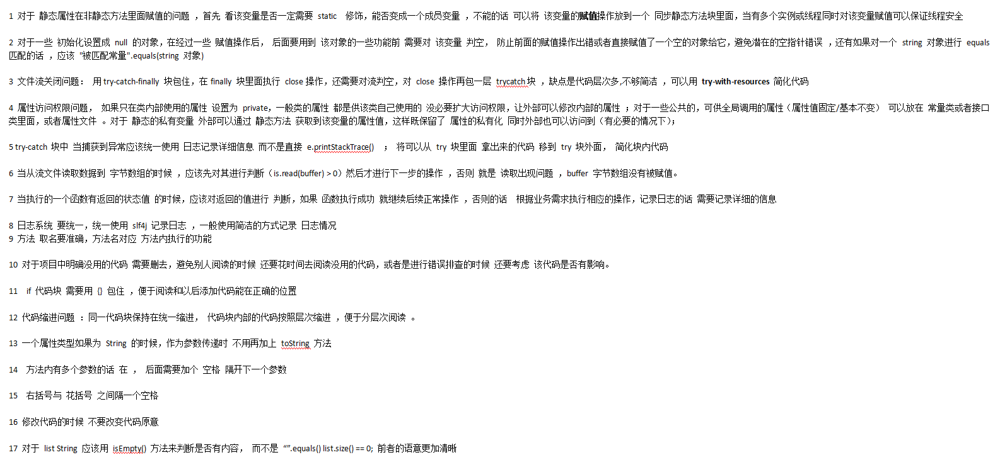 1 对于 静态属性在非静态方法里面赋值的问题 ，首先 看该变量是否一定需要 static 修饰，能否变成一个成员变量 ，不能的话 可以将 该变量的赋值操作放到一个 同步静态方法块里面，当有多个实例或线程同时对该变量赋值可以保证线程安全
2 对于一些 初始化设置成 null 的对象，在经过一些 赋值操作后， 后面要用到 该对象的一些功能前 需要对 该变量 判空， 防止前面的赋值操作出错或者直接赋值了一个空的对象给它，避免潜在的空指针错误 ，还有如果对一个 string 对象进行 equals
匹配的话 ，应该 "被匹配常量".equals(string 对象)
3 文件流关闭问题： 用 try-catch-finally 块包住，在 finally 块里面执行 close 操作，还需要对流判空，对 close 操作再包一层 trycatch 块 ，缺点是代码层次多,不够简洁 ，可以用 try-with-resources 简化代码
4 属性访问权限问题， 如果只在类内部使用的属性 设置为 private，一般类的属性 都是供该类自己使用的 没必要扩大访问权限，让外部可以修改内部的属性 ；对于一些公共的，可供全局调用的属性（属性值固定/基本不变） 可以放在 常量类或者接口
类里面，或者属性文件 。对于 静态的私有变量 外部可以通过 静态方法 获取到该变量的属性值，这样既保留了 属性的私有化 同时外部也可以访问到（有必要的情况下）；
5 try-catch 块中 当捕获到异常应该统一使用 日志记录详细信息 而不是直接 e.printStackTrace() ； 将可以从 try 块里面 拿出来的代码 移到 try 块外面， 简化块内代码
6 当从流文件读取数据到 字节数组的时候 ，应该先对其进行判断（is.read(buffer) > 0）然后才进行下一步的操作 ，否则 就是 读取出现问题 ，buffer 字节数组没有被赋值。
7 当执行的一个函数有返回的状态值 的时候，应该对返回的值进行 判断，如果 函数执行成功 就继续后续正常操作 ，否则的话 根据业务需求执行相应的操作，记录日志的话 需要记录详细的信息
8 日志系统 要统一，统一使用 slf4j 记录日志 ，一般使用简洁的方式记录 日志情况
9 方法 取名要准确，方法名对应 方法内执行的功能
10 对于项目中明确没用的代码 需要删去，避免别人阅读的时候 还要花时间去阅读没用的代码，或者是进行错误排查的时候 还要考虑 该代码是否有影响。
11 if 代码块 需要用 {} 包住 ，便于阅读和以后添加代码能在正确的位置
12 代码缩进问题 ：同一代码块保持在统一缩进， 代码块内部的代码按照层次缩进 ，便于分层次阅读 。
13 一个属性类型如果为 String 的时候，作为参数传递时 不用再加上 toString 方法
14 方法内有多个参数的话 在 ， 后面需要加个 空格 隔开下一个参数
15 右括号与 花括号 之间隔一个空格
16 修改代码的时候 不要改变代码原意
17 对于 list String 应该用 isEmpty() 方法来判断是否有内容， 而不是 “”.equals() list.size() == 0; 前者的语意更加清晰